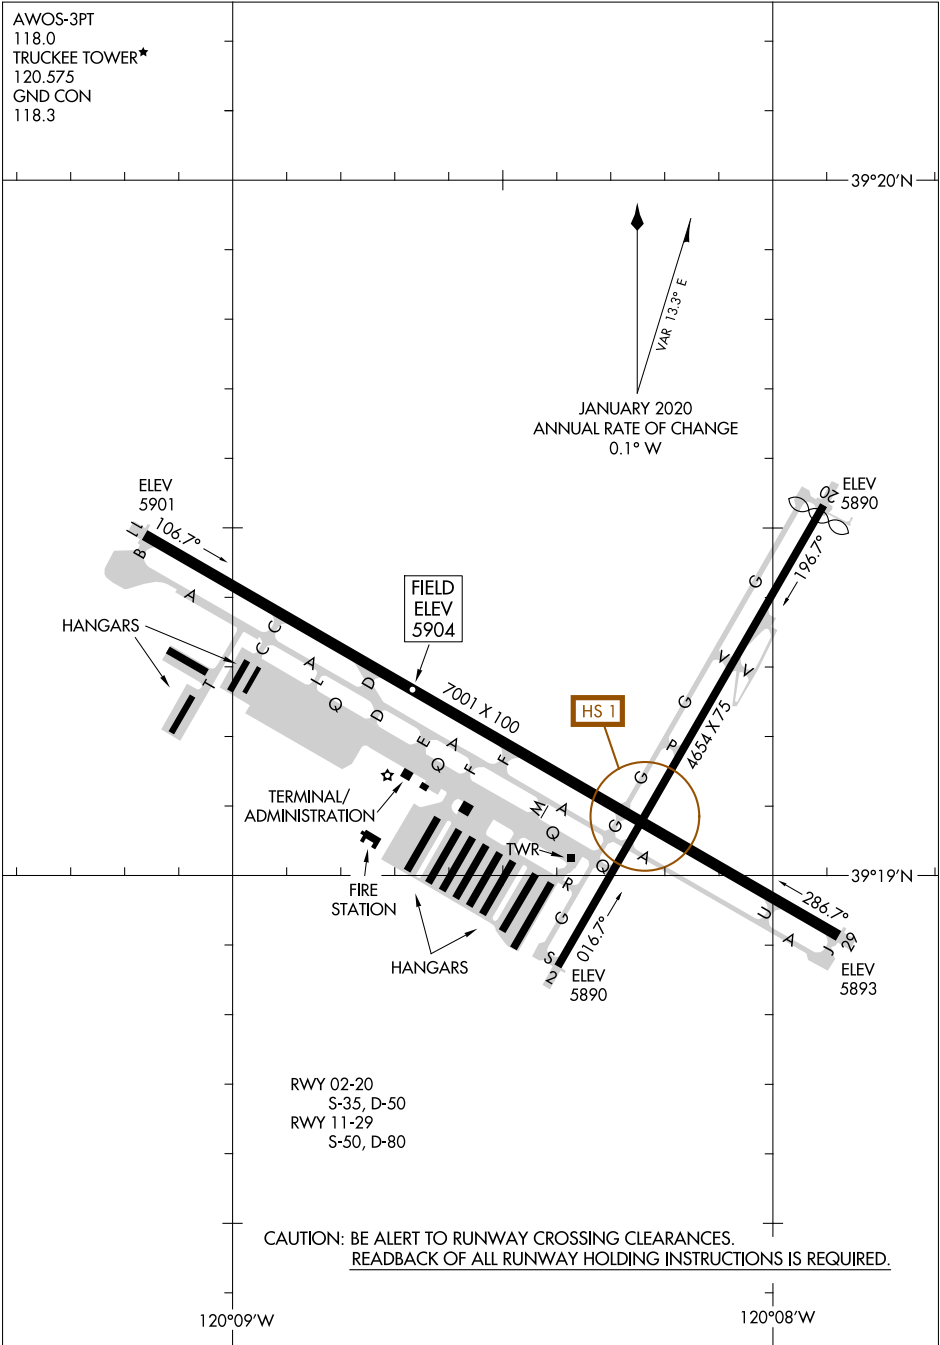 AWOS-3PT
118.0
TRUCKEE TOWER★
120.575
GND CON
118.3
39°20'N
VAR 13.3° E
JANUARY 2020
ANNUAL RATE OF CHANGE
0.1° W
ELEV
5901
11
106.7°
B
A
HANGARS
T
C
C
A
L
Q
D
D
FIELD
ELEV
5904
7001 X 100
E
Q
A
F
F
20
ELEV
5890
196.7°
G
V
V
G
P
G
4654 X 75
HS 1
TERMINAL/
ADMINISTRATION
FIRE
STATION
HANGARS
M
Q
A
TWR
G
Q
R
A
G
S
2
016.7°
ELEV
5890
39°19'N
286.7°
U
A
J
29
ELEV
5893
RWY 02-20
S-35, D-50
RWY 11-29
S-50, D-80
CAUTION: BE ALERT TO RUNWAY CROSSING CLEARANCES.
READBACK OF ALL RUNWAY HOLDING INSTRUCTIONS IS REQUIRED.
120°09'W
120°08'W